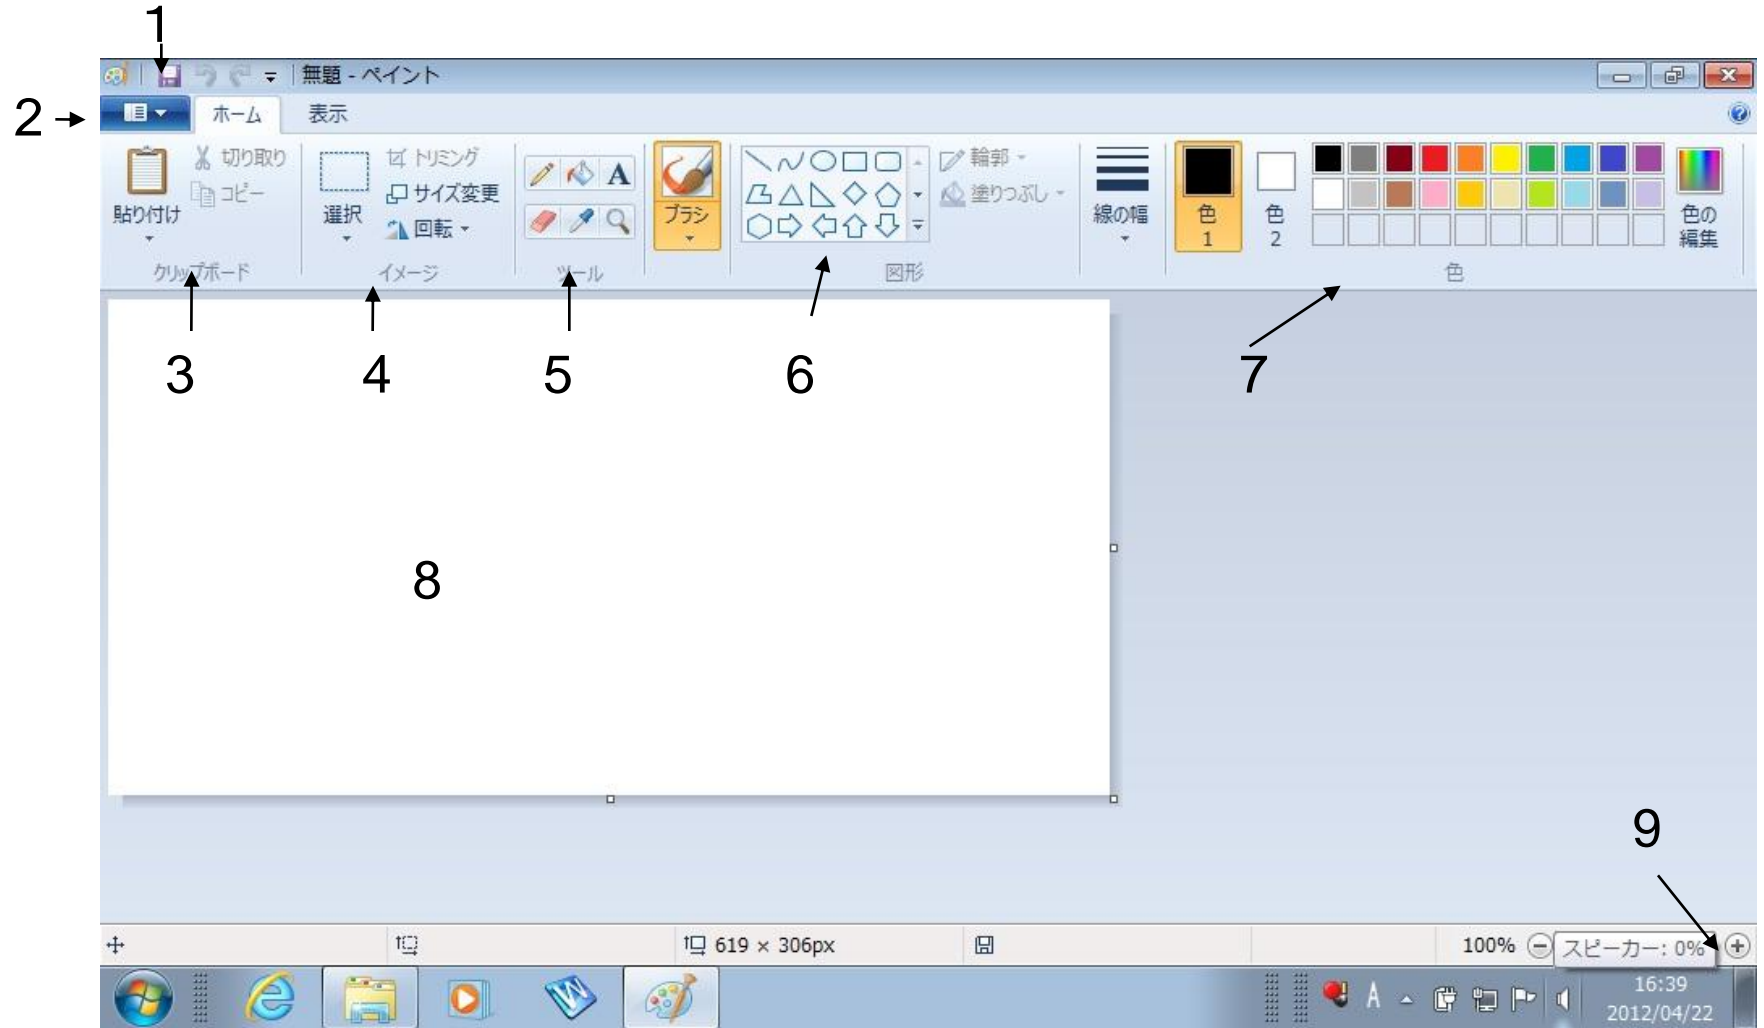 1
無題 - ペイント
2
ホーム 表示
貼り付け
切り取り
コピー
クリップボード
選択
トリミング
サイズ変更
回転
イメージ
A
ツール
ブラシ
輪郭
塗りつぶし
図形
線の幅
色
1
色
2
色の
編集
色
3 4 5 6 7
8
9
619 × 306px
100%
スピーカー: 0%
W
A
16:39
2012/04/22